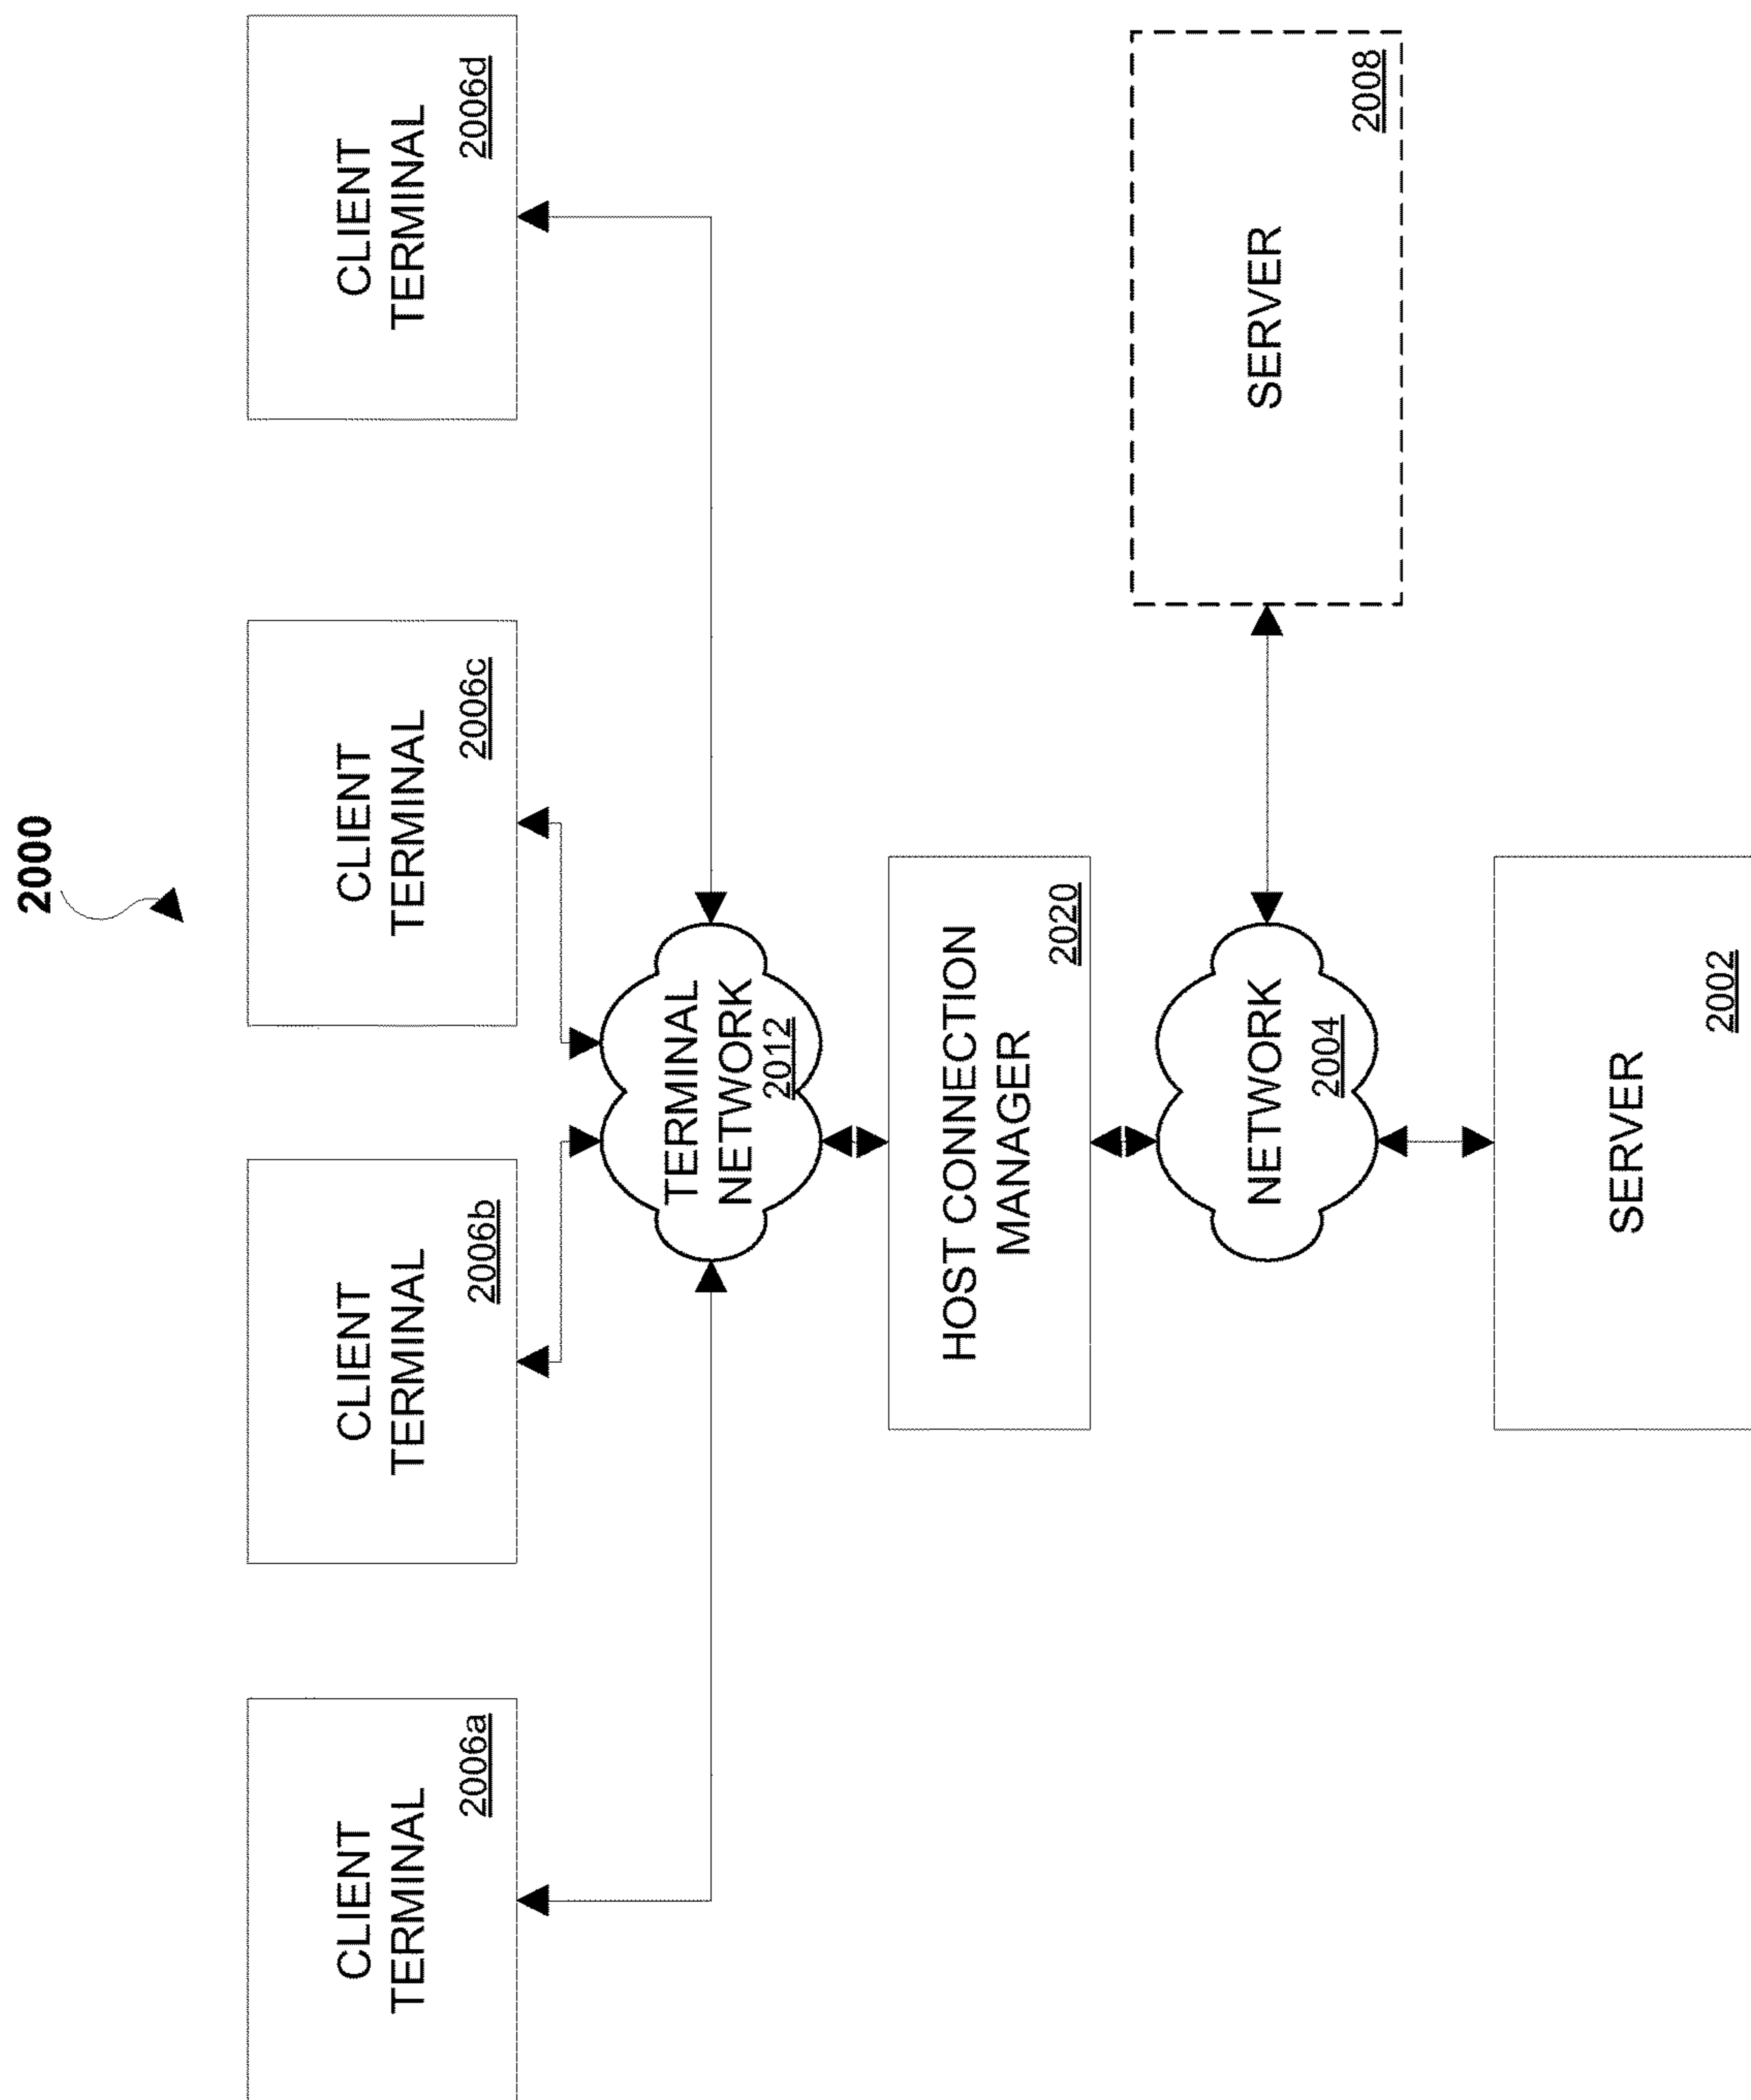 2000
CLIENT
TERMINAL
2006a
CLIENT
TERMINAL
2006b
CLIENT
TERMINAL
2006c
CLIENT
TERMINAL
2006d
TERMINAL
NETWORK
2012
HOST CONNECTION
MANAGER
2020
NETWORK
2004
SERVER
2008
SERVER
2002